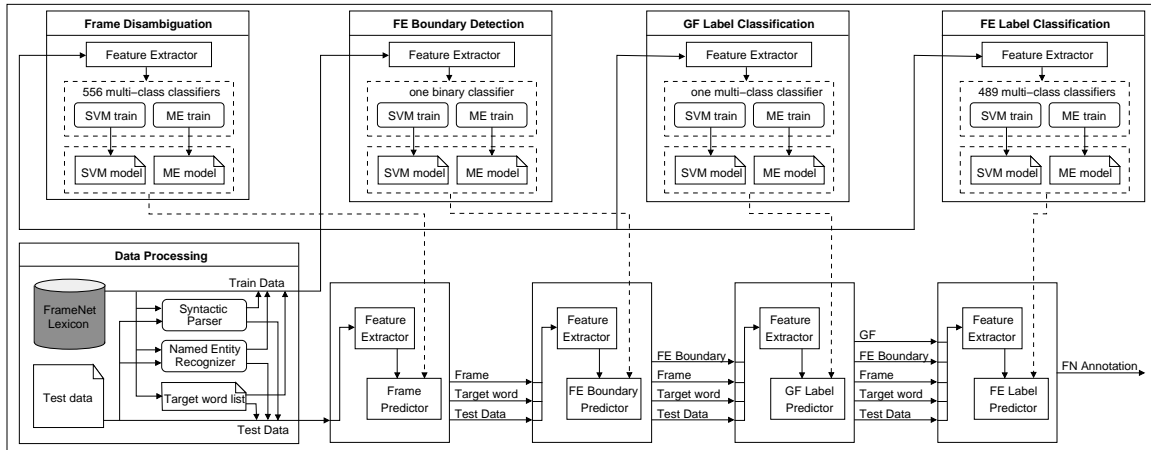 Frame Disambiguation
Feature Extractor
556 multi−class classifiers
SVM train
ME train
SVM model
ME model
FE Boundary Detection
Feature Extractor
one binary classifier
SVM train
ME train
SVM model
ME model
GF Label Classification
Feature Extractor
one multi−class classifier
SVM train
ME train
SVM model
ME model
FE Label Classification
Feature Extractor
489 multi−class classifiers
SVM train
ME train
SVM model
ME model
Data Processing
Train Data
FrameNet
Lexicon
Syntactic
Parser
Named Entity
Recognizer
Target word list
Test data
Test Data
Feature
Extractor
Frame
Predictor
Frame
Target word
Test Data
Feature
Extractor
FE Boundary
Predictor
FE Boundary
Frame
Target word
Test Data
Feature
Extractor
GF Label
Predictor
GF
FE Boundary
Frame
Target word
Test Data
Feature
Extractor
FE Label
Predictor
FN Annotation